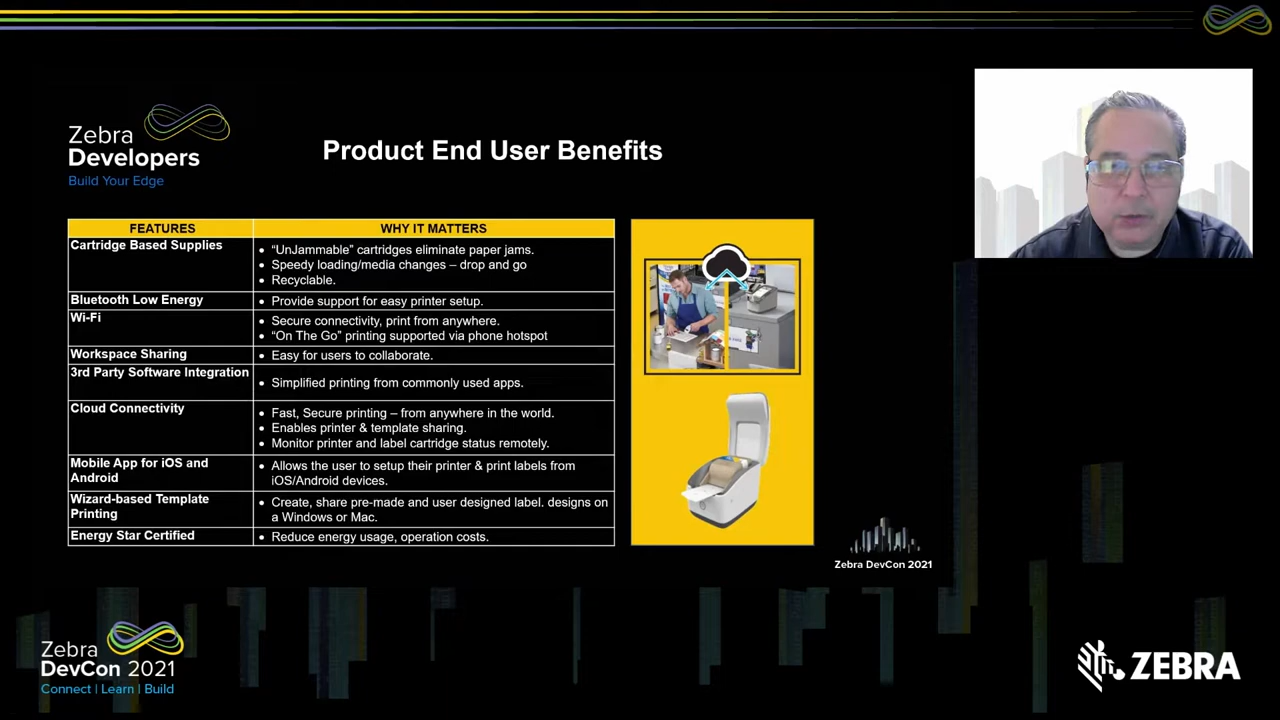 Zebra
Developers
Build Your Edge
Product End User Benefits
FEATURES
WHY IT MATTERS
Cartridge Based Supplies
• “UnJammable” cartridges eliminate paper jams.
• Speedy loading/media changes – drop and go
• Recyclable.
Bluetooth Low Energy
• Provide support for easy printer setup.
Wi-Fi
• Secure connectivity, print from anywhere.
• “On The Go” printing supported via phone hotspot
Workspace Sharing
• Easy for users to collaborate.
3rd Party Software Integration
• Simplified printing from commonly used apps.
Cloud Connectivity
• Fast, Secure printing – from anywhere in the world.
• Enables printer & template sharing.
• Monitor printer and label cartridge status remotely.
Mobile App for iOS and
Android
• Allows the user to setup their printer & print labels from
iOS/Android devices.
Wizard-based Template
Printing
• Create, share pre-made and user designed label. designs on
a Windows or Mac.
Energy Star Certified
• Reduce energy usage, operation costs.
Zebra DevCon 2021
Zebra
DevCon 2021
Connect | Learn | Build
ZEBRA